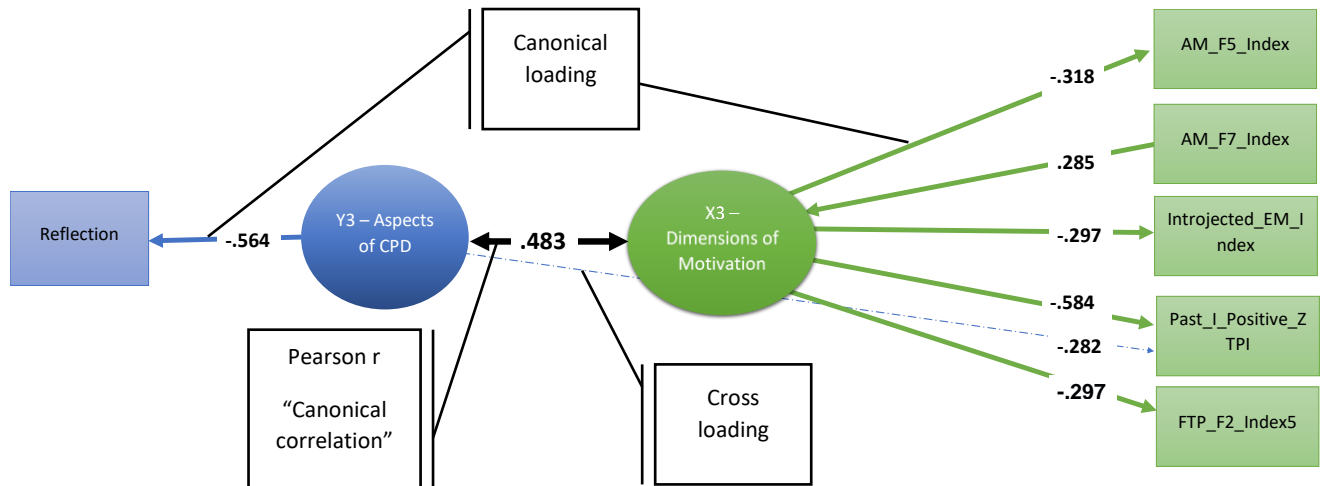 Canonical
loading
AM_F5_Index
-.318
AM_F7_Index
.285
Reflection
-.564
Y3 – Aspects
of CPD
.483
X3 –
Dimensions of
Motivation
Introjected_EM_I
ndex
-.297
Past_I_Positive_Z
TPI
-.584
-.282
-.297
FTP_F2_Index5
Pearson r
“Canonical
correlation”
Cross
loading